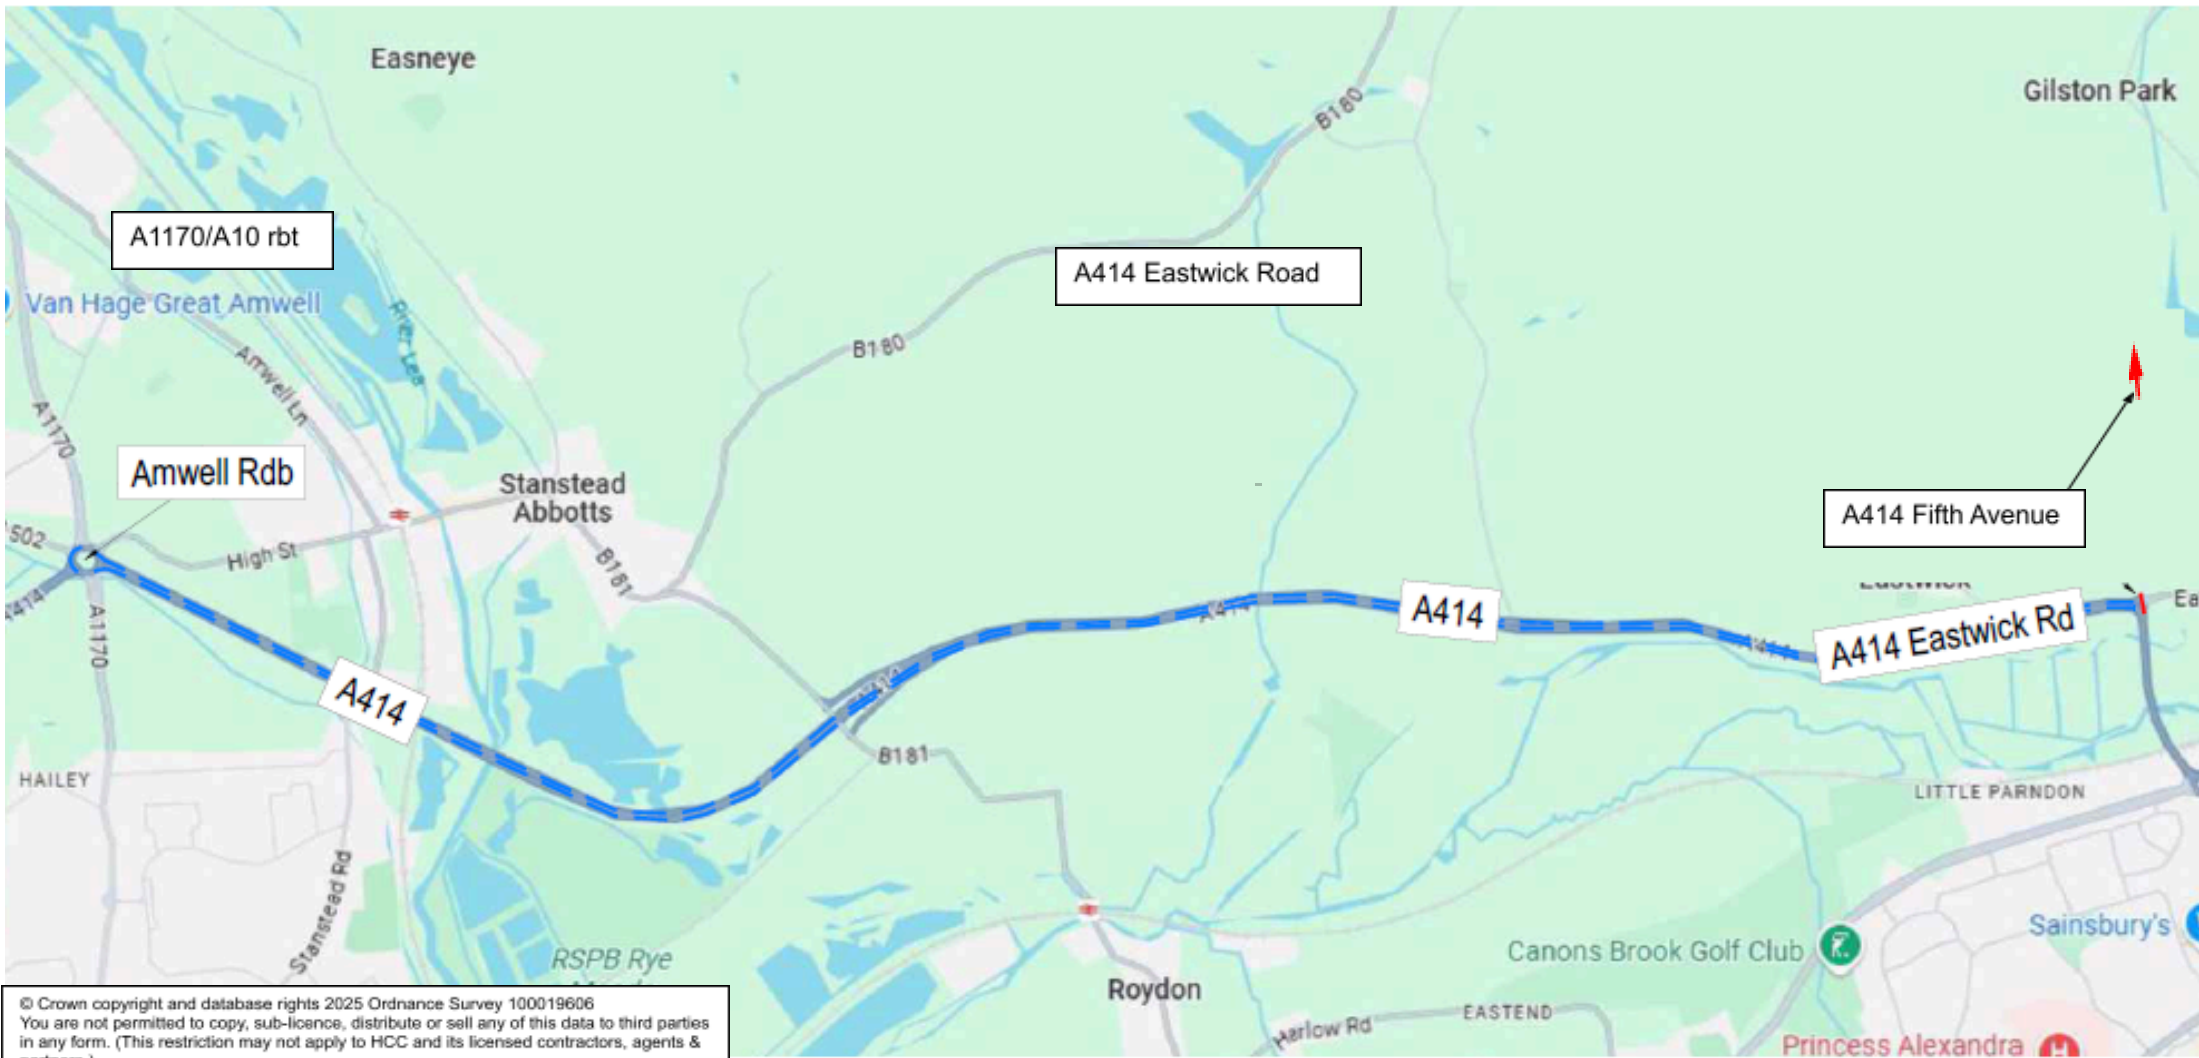 Easneye
Gilston Park
B180
A1170/A10 rbt
A414 Eastwick Road
Van Hage Great Amwell
River Lea
B180
Amwell Ln
A1170
Amwell Rdb
Stanstead
Abbotts
A414 Fifth Avenue
High St
B181
A414
A1170
A414
A414
Eastwick
Ea
A414 Eastwick Rd
A414
A414
B181
HAILEY
LITTLE PARNDON
Stanstead Rd
Sainsbury's
Canons Brook Golf Club
RSPB Rye
Roydon
EASTEND
Harlow Rd
Princess Alexandra
H
© Crown copyright and database rights 2025 Ordnance Survey 100019606
You are not permitted to copy, sub-licence, distribute or sell any of this data to third parties
in any form. (This restriction may not apply to HCC and its licensed contractors, agents &